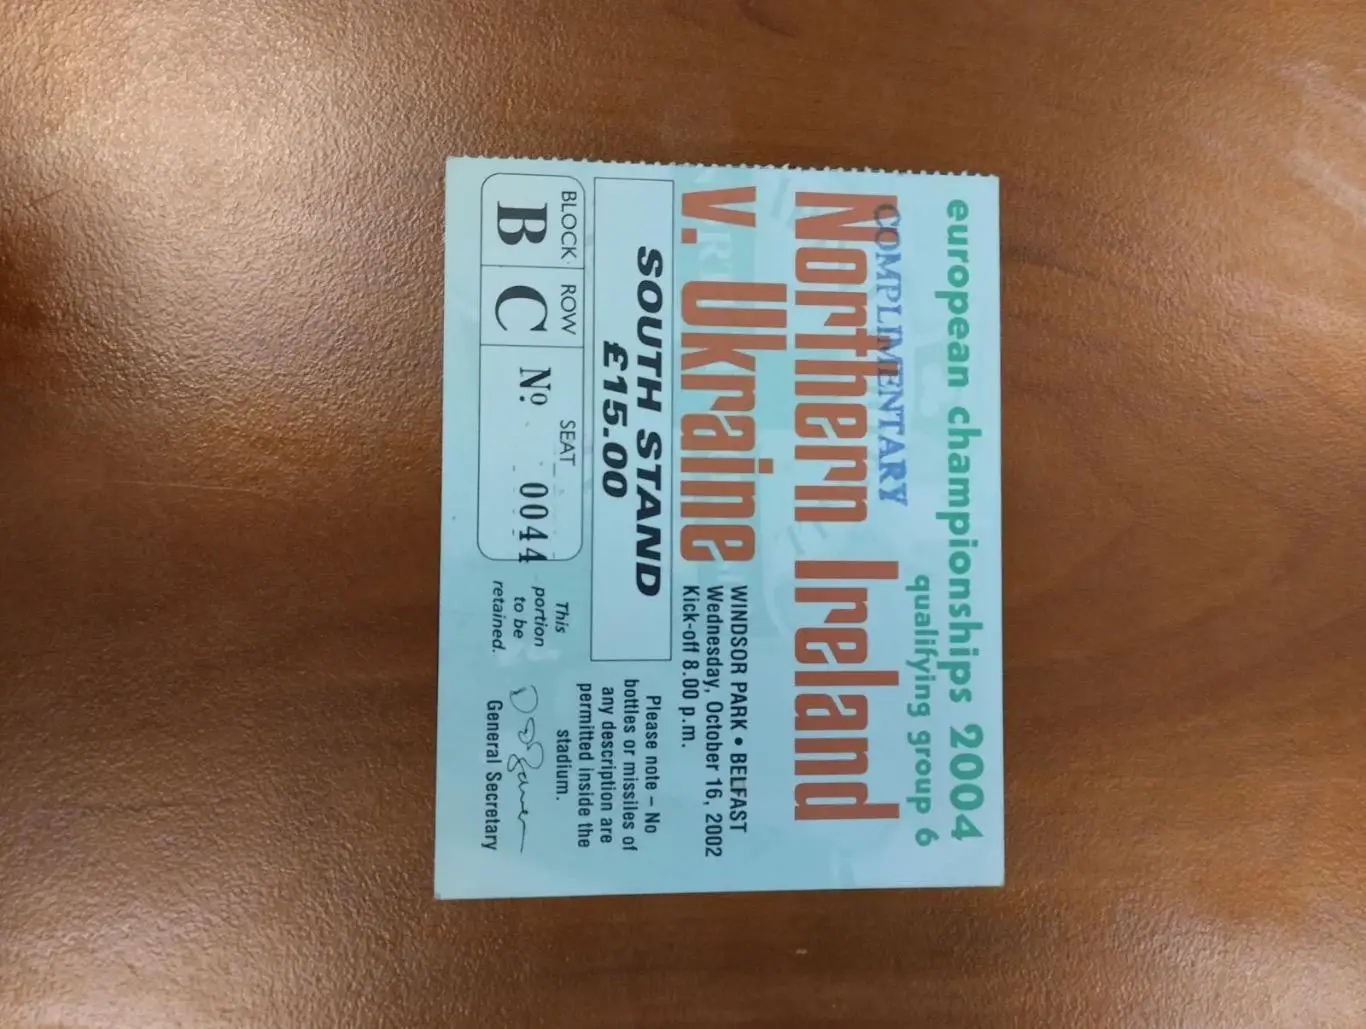 european championships 2004
qualifying group 6
COMPLIMENTARY
Northern Ireland
v. Ukraine
WINDSOR PARK • BELFAST
Wednesday, October 16, 2002
Kick-off 8.00 p.m.
SOUTH STAND
£15.00
BLOCK ROW SEAT
B C No. 0044
This
portion
to be
retained.
Please note – No
bottles or missiles of
any description are
permitted inside the
stadium.
General Secretary